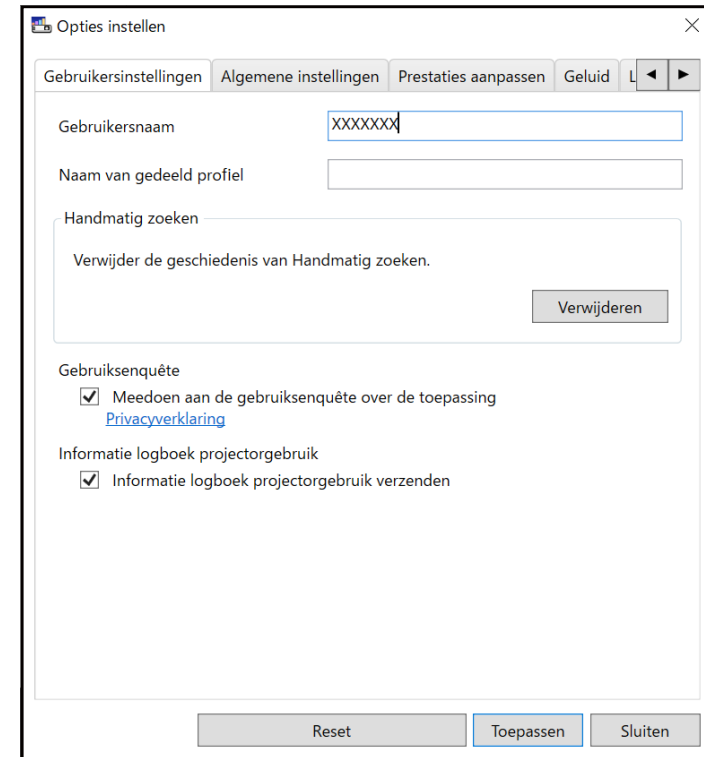 Opties instellen
Gebruikersinstellingen Algemene instellingen Prestaties aanpassen Geluid L
Gebruikersnaam XXXXXXX
Naam van gedeeld profiel
Handmatig zoeken
Verwijder de geschiedenis van Handmatig zoeken.
Verwijderen
Gebruiksenquête
Meedoen aan de gebruiksenquête over de toepassing
Privacyverklaring
Informatie logboek projectorgebruik
Informatie logboek projectorgebruik verzenden
Reset Toepassen Sluiten